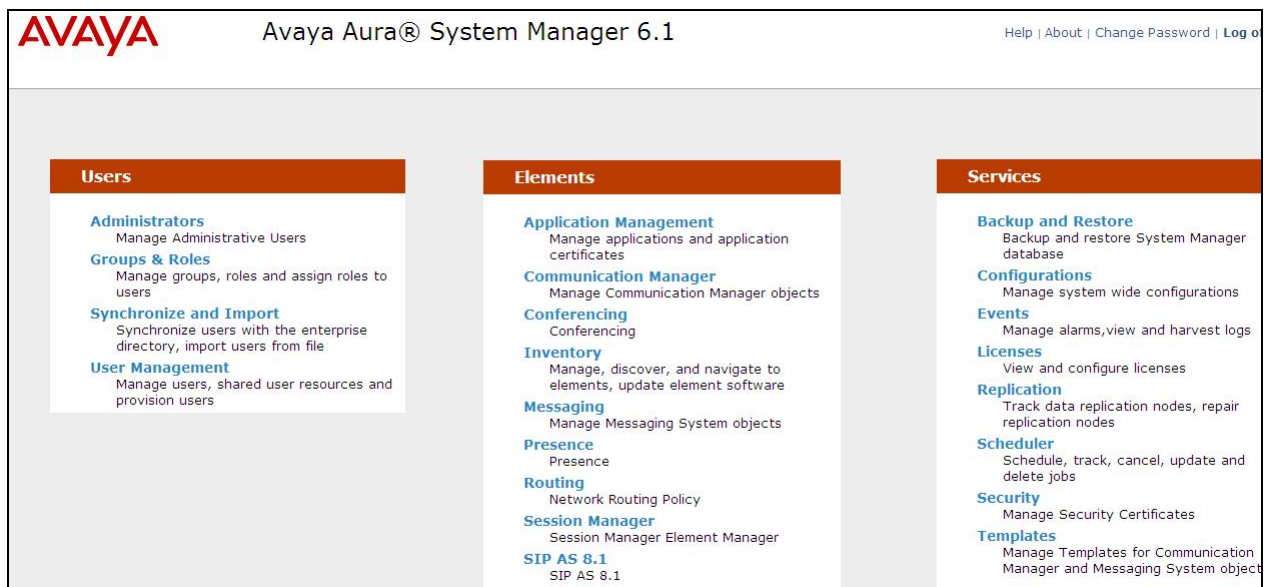 AVAYA
Avaya Aura® System Manager 6.1
Help | About | Change Password | Log of
Users
Administrators
Manage Administrative Users
Groups & Roles
Manage groups, roles and assign roles to
users
Synchronize and Import
Synchronize users with the enterprise
directory, import users from file
User Management
Manage users, shared user resources and
provision users
Elements
Application Management
Manage applications and application
certificates
Communication Manager
Manage Communication Manager objects
Conferencing
Conferencing
Inventory
Manage, discover, and navigate to
elements, update element software
Messaging
Manage Messaging System objects
Presence
Presence
Routing
Network Routing Policy
Session Manager
Session Manager Element Manager
SIP AS 8.1
SIP AS 8.1
Services
Backup and Restore
Backup and restore System Manager
database
Configurations
Manage system wide configurations
Events
Manage alarms,view and harvest logs
Licenses
View and configure licenses
Replication
Track data replication nodes, repair
replication nodes
Scheduler
Schedule, track, cancel, update and
delete jobs
Security
Manage Security Certificates
Templates
Manage Templates for Communication
Manager and Messaging System object